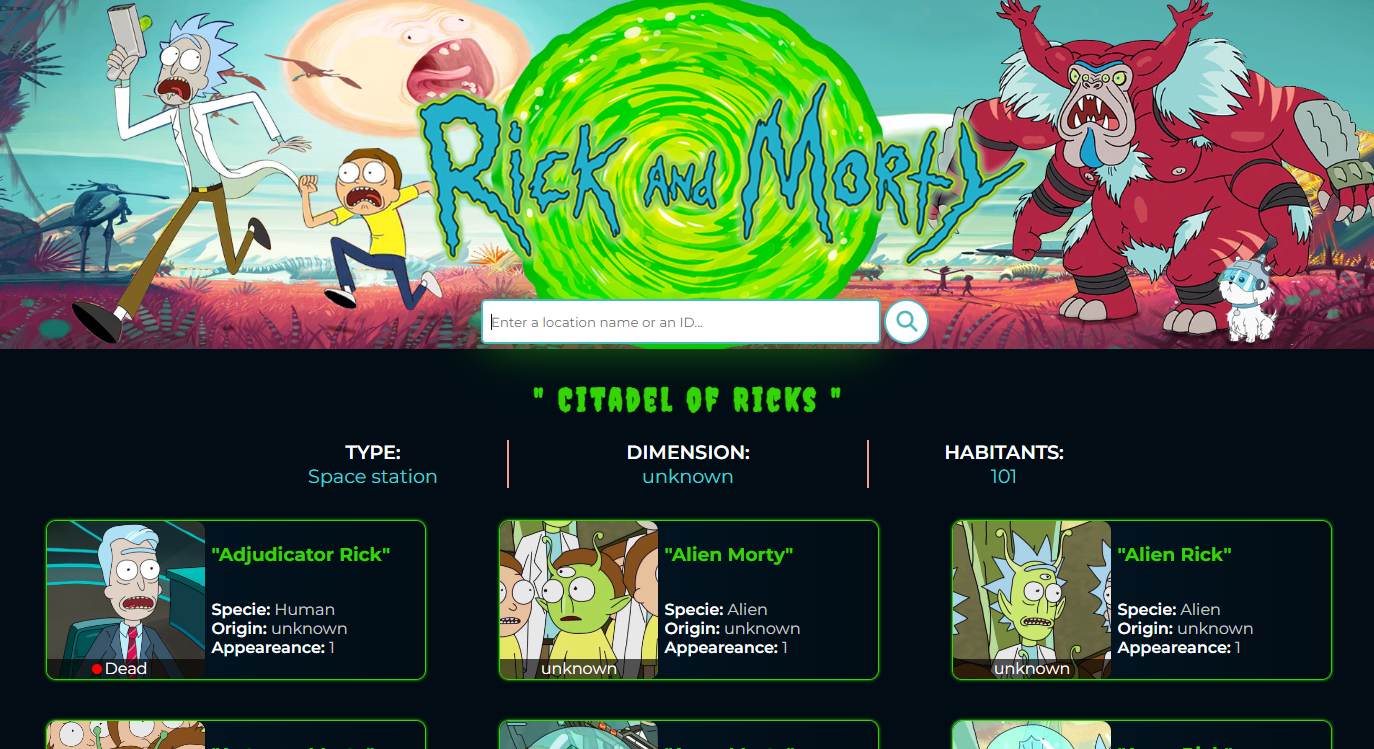 Rick and Morty
Enter a location name or an ID...
" CITADEL OF RICKS "
TYPE:
Space station
DIMENSION:
unknown
HABITANTS:
101
"Adjudicator Rick"
Specie: Human
Origin: unknown
Appeareance: 1
Dead
"Alien Morty"
Specie: Alien
Origin: unknown
Appeareance: 1
unknown
"Alien Rick"
Specie: Alien
Origin: unknown
Appeareance: 1
unknown